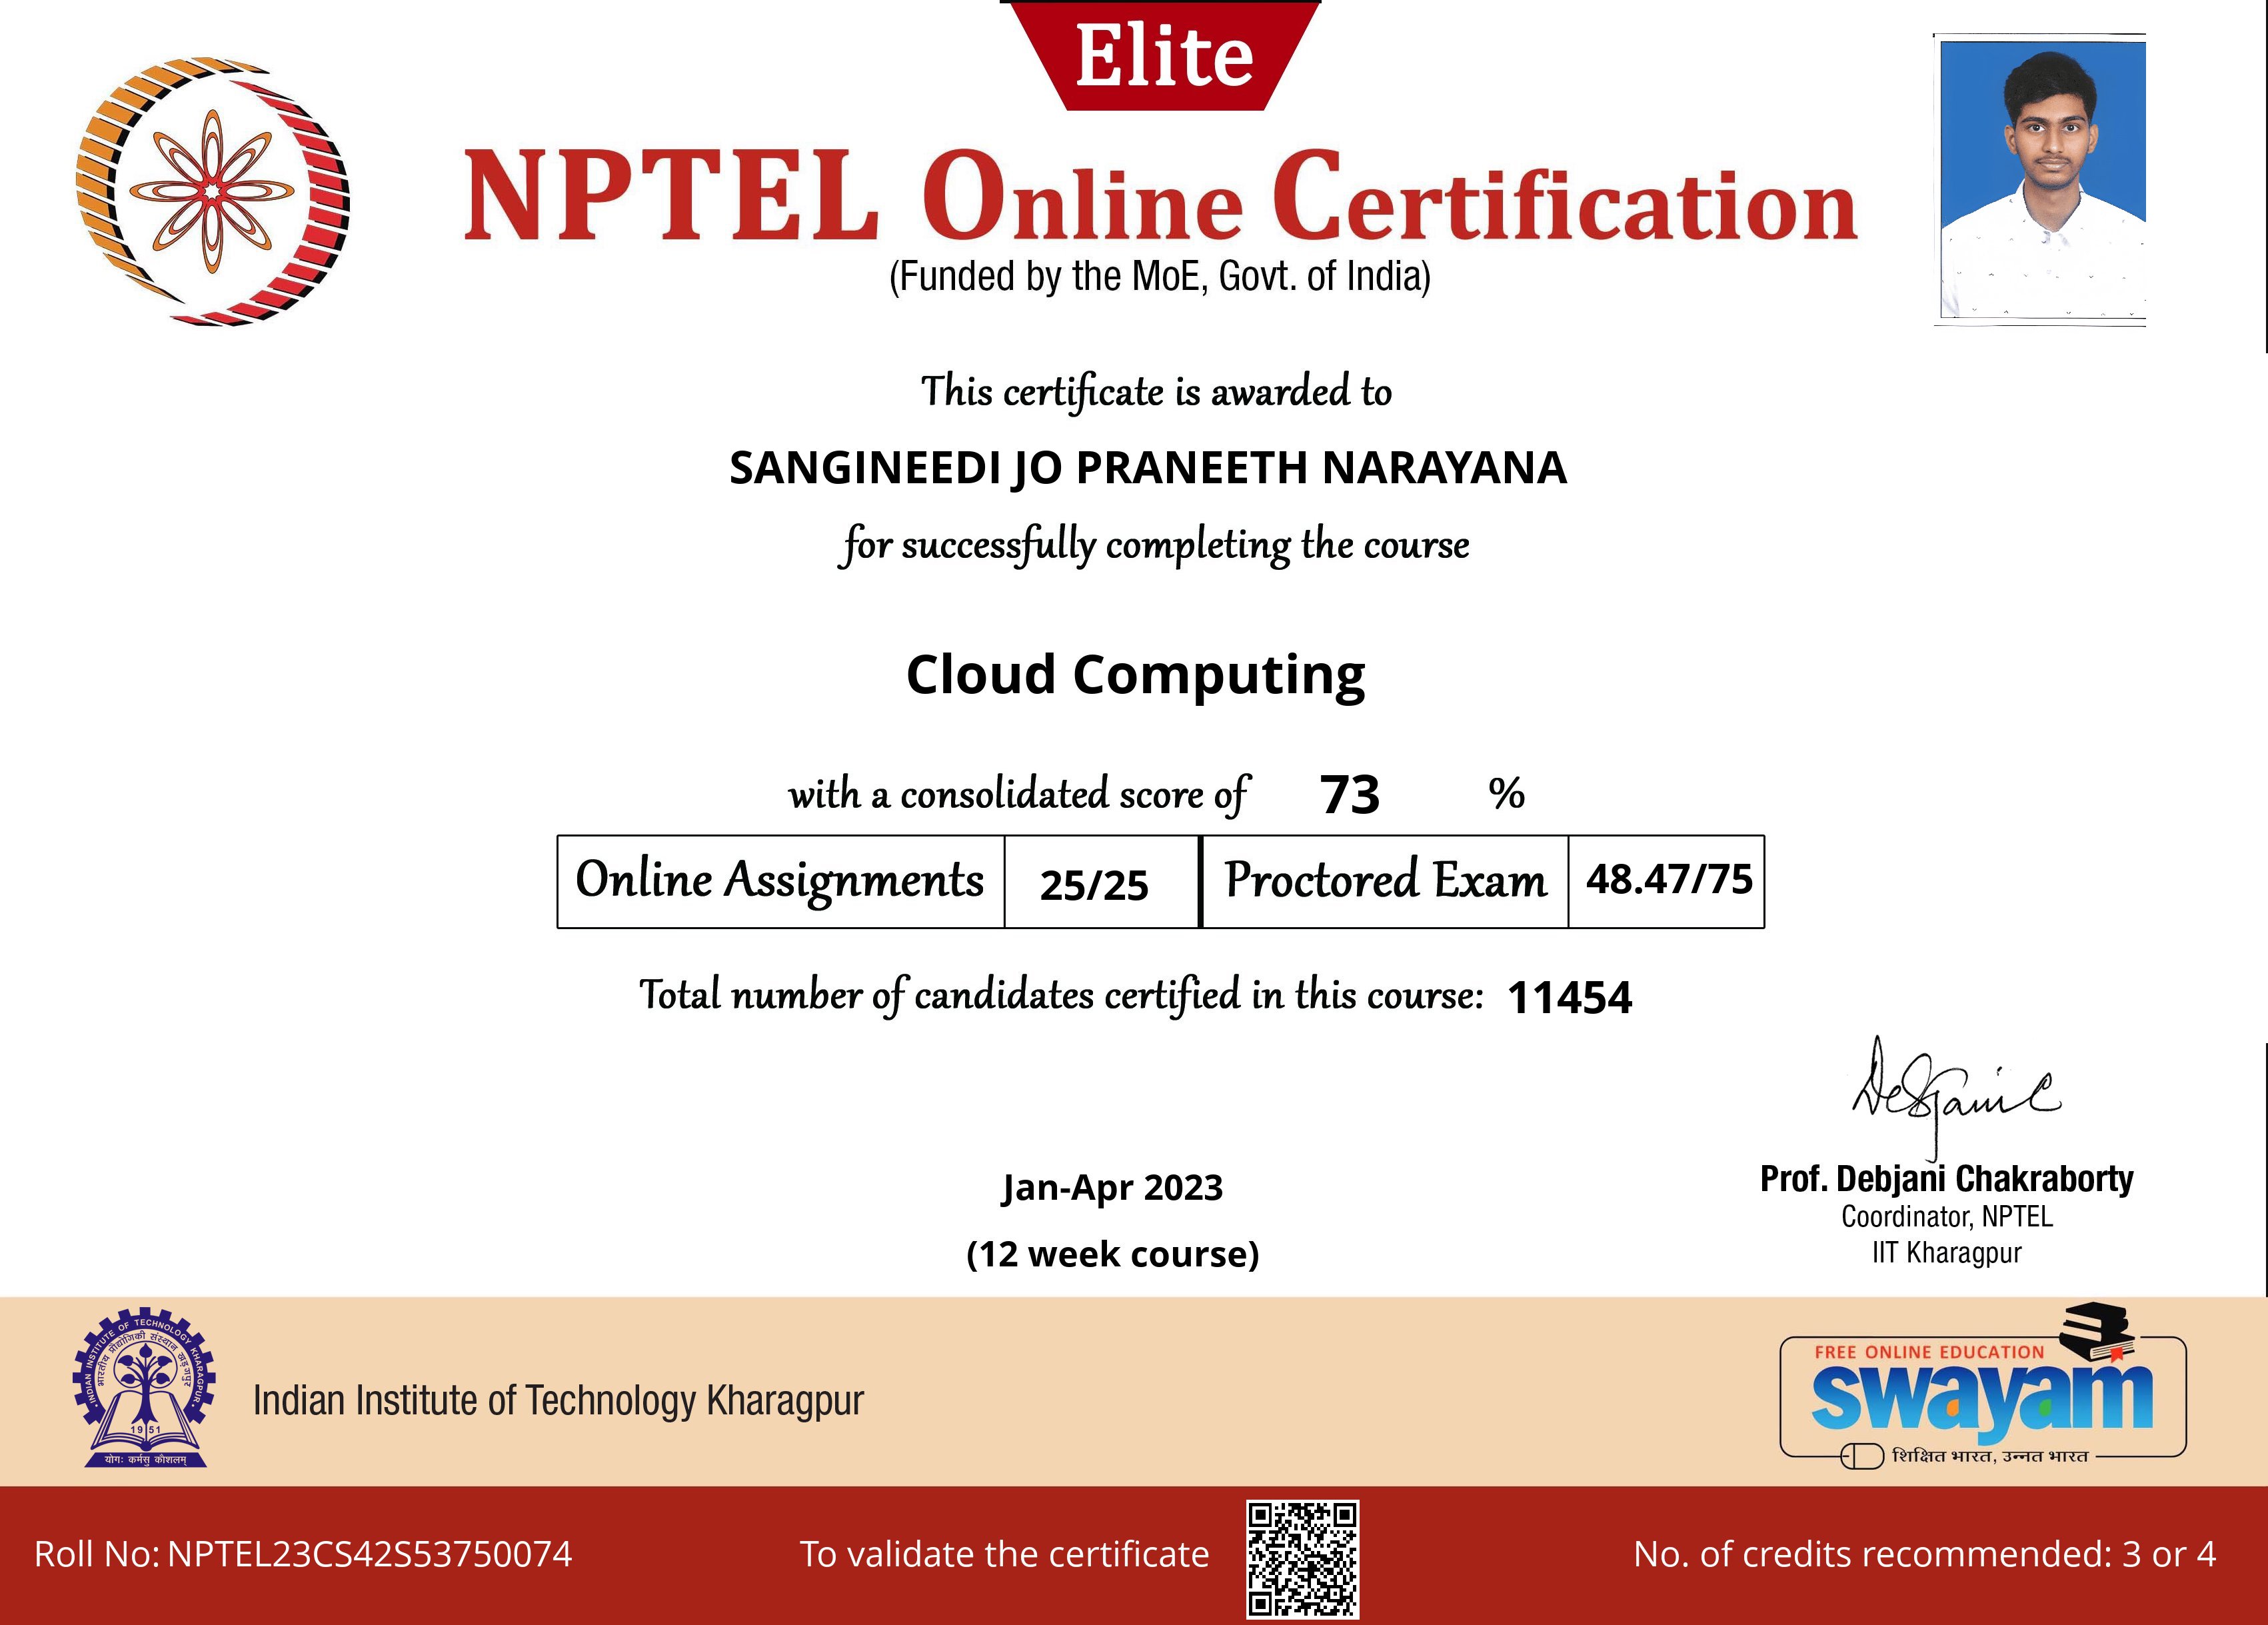 Elite
NPTEL Online Certification
(Funded by the MoE, Govt. of India)
This certificate is awarded to
SANGINEEDI JO PRANEETH NARAYANA
for successfully completing the course
Cloud Computing
with a consolidated score of 73 %
Online Assignments 25/25 Proctored Exam 48.47/75
Total number of candidates certified in this course: 11454
Debjani C
Prof. Debjani Chakraborty
Coordinator, NPTEL
IIT Kharagpur
Jan-Apr 2023
(12 week course)
INDIAN INSTITUTE OF TECHNOLOGY KHARAGPUR
भारतीय प्रौद्योगिकी संस्थान खड़गपुर
1951
योगः कर्मसु कौशलम्
Indian Institute of Technology Kharagpur
FREE ONLINE EDUCATION
swayam
शिक्षित भारत, उन्नत भारत
Roll No: NPTEL23CS42S53750074
To validate the certificate
No. of credits recommended: 3 or 4